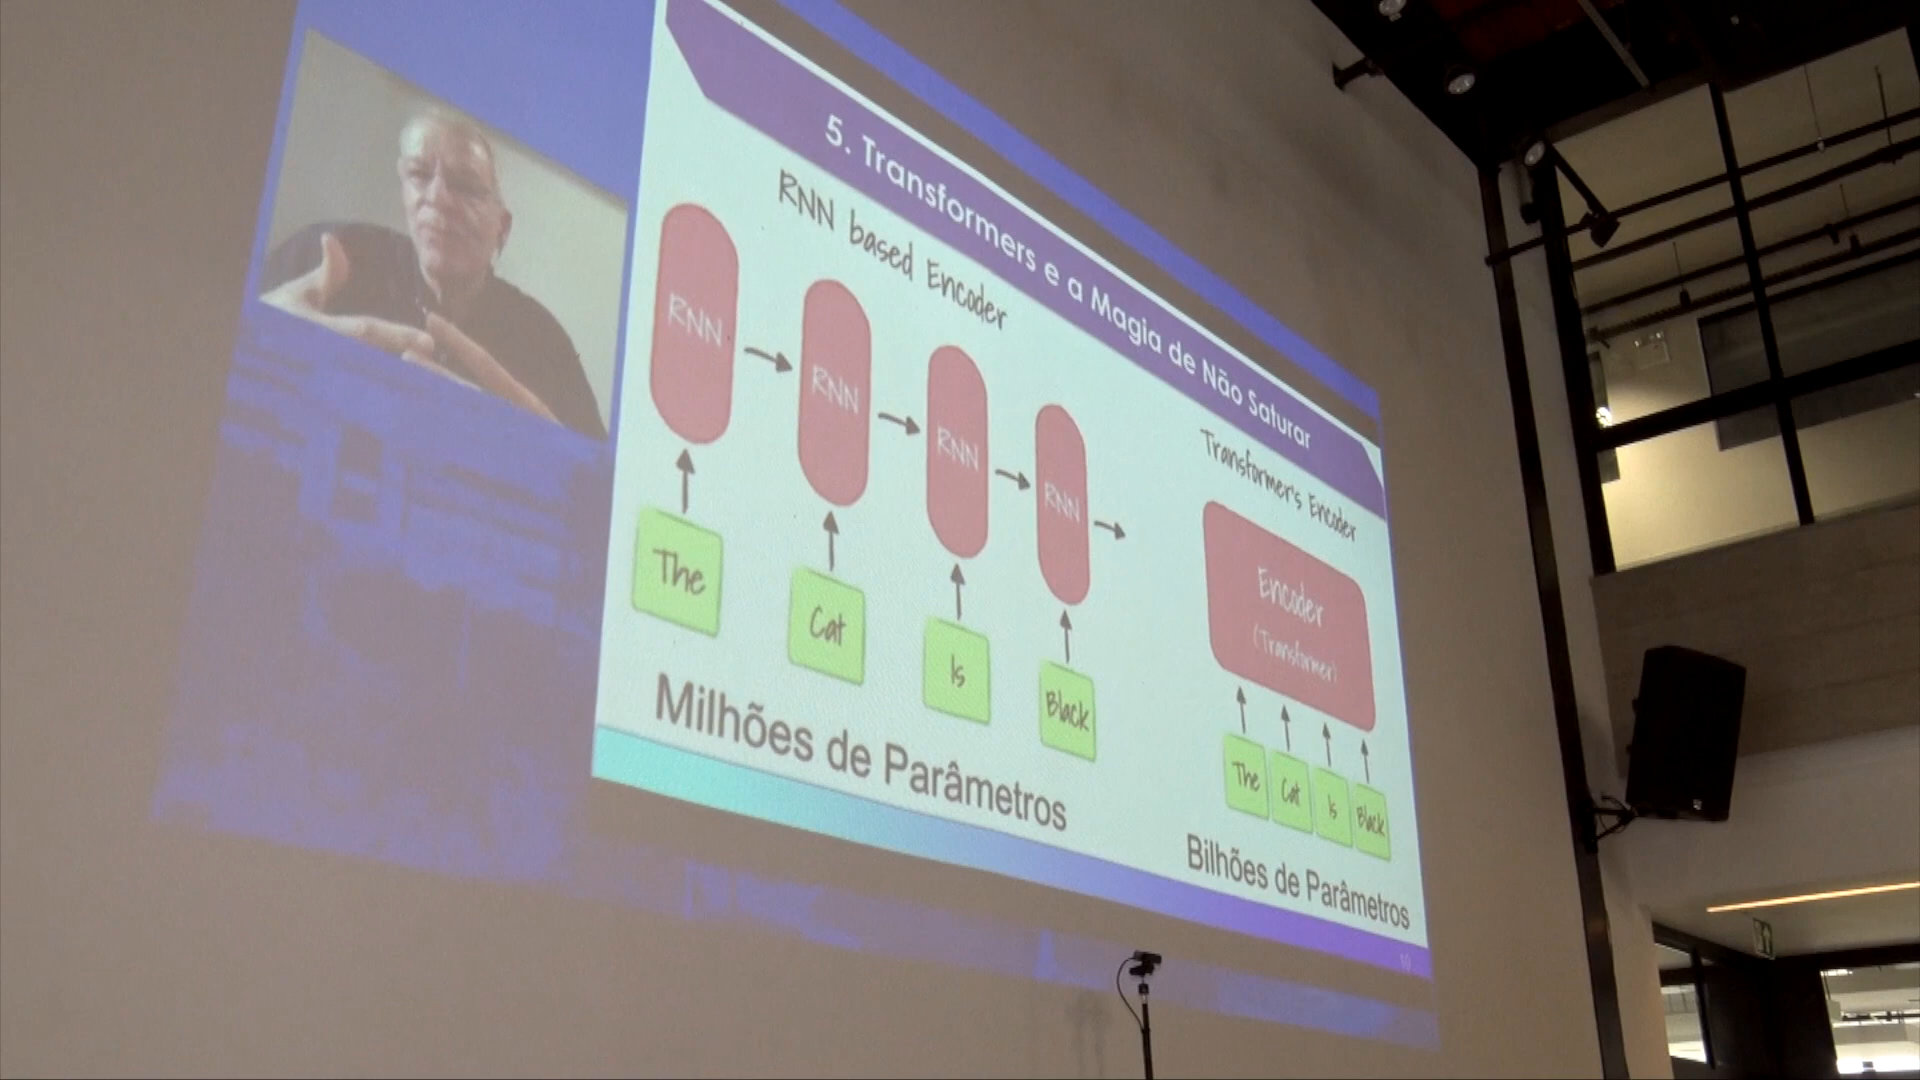 5. Transformers e a Magia de Não Saturar
RNN based Encoder
RNN
RNN
RNN
RNN
The
Cat
Is
Black
Milhões de Parâmetros
Transformer's Encoder
Encoder
(Transformer)
The
Cat
Is
Black
Bilhões de Parâmetros